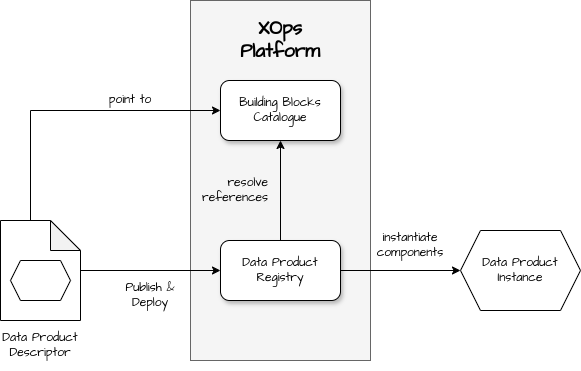 XOps
Platform
point to
Building Blocks
Catalogue
resolve
references
instantiate
components
Data Product
Registry
Data Product
Instance
Publish &
Deploy
Data Product
Descriptor